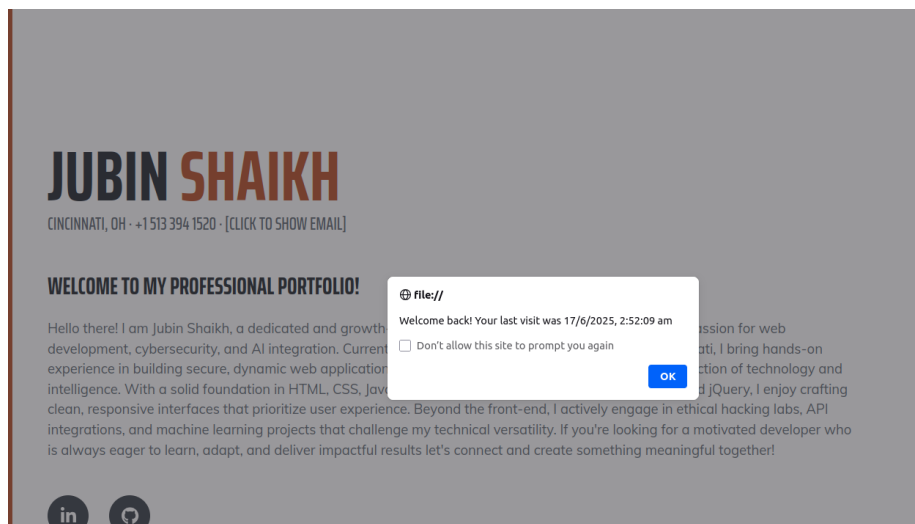 JUBIN SHAIKH
CINCINNATI, OH · +1 513 394 1520 · [CLICK TO SHOW EMAIL]
WELCOME TO MY PROFESSIONAL PORTFOLIO!
file://
Welcome back! Your last visit was 17/6/2025, 2:52:09 am
Don't allow this site to prompt you again
OK
Hello there! I am Jubin Shaikh, a dedicated and growth- ssion for web
development, cybersecurity, and AI integration. Current ati, I bring hands-on
experience in building secure, dynamic web application ction of technology and
intelligence. With a solid foundation in HTML, CSS, Jav d jQuery, I enjoy crafting
clean, responsive interfaces that prioritize user experience. Beyond the front-end, I actively engage in ethical hacking labs, API
integrations, and machine learning projects that challenge my technical versatility. If you're looking for a motivated developer who
is always eager to learn, adapt, and deliver impactful results let's connect and create something meaningful together!
in